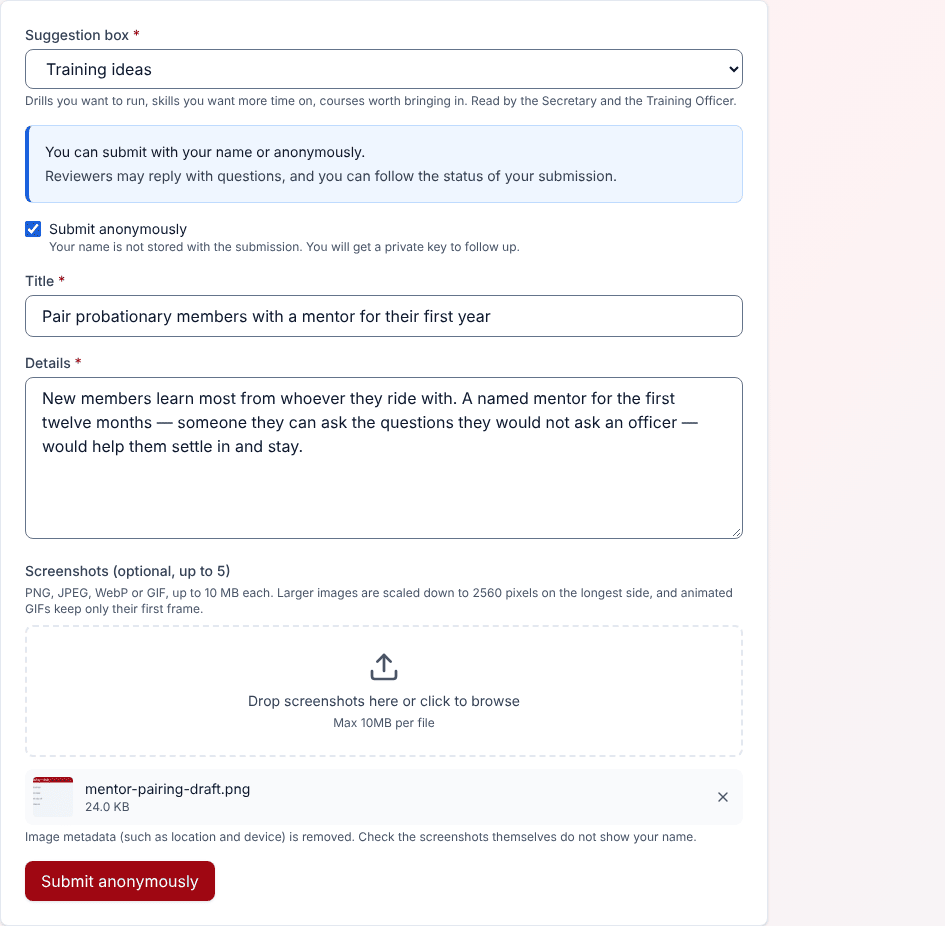 Suggestion box *
Training ideas
Drills you want to run, skills you want more time on, courses worth bringing in. Read by the Secretary and the Training Officer.
You can submit with your name or anonymously.
Reviewers may reply with questions, and you can follow the status of your submission.
Submit anonymously
Your name is not stored with the submission. You will get a private key to follow up.
Title *
Pair probationary members with a mentor for their first year
Details *
New members learn most from whoever they ride with. A named mentor for the first
twelve months — someone they can ask the questions they would not ask an officer —
would help them settle in and stay.
Screenshots (optional, up to 5)
PNG, JPEG, WebP or GIF, up to 10 MB each. Larger images are scaled down to 2560 pixels on the longest side, and animated
GIFs keep only their first frame.
Drop screenshots here or click to browse
Max 10MB per file
mentor-pairing-draft.png
24.0 KB
Image metadata (such as location and device) is removed. Check the screenshots themselves do not show your name.
Submit anonymously